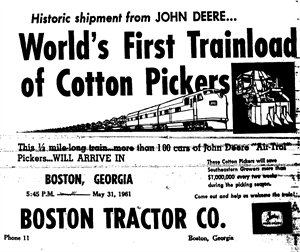 Historic shipment from JOHN DEERE...
World's First Trainload
of Cotton Pickers
This ½ mile long train...more than 100 cars of John Deere "Air-Trol"
Pickers...WILL ARRIVE IN
BOSTON, GEORGIA
5:45 P.M. May 31, 1961
These Cotton Pickers will save
Southeastern Growers more than
$1,000,000 every two weeks
during the picking season.
Come out and help us welcome the train.
BOSTON TRACTOR CO.
Phone 11
Boston, Georgia